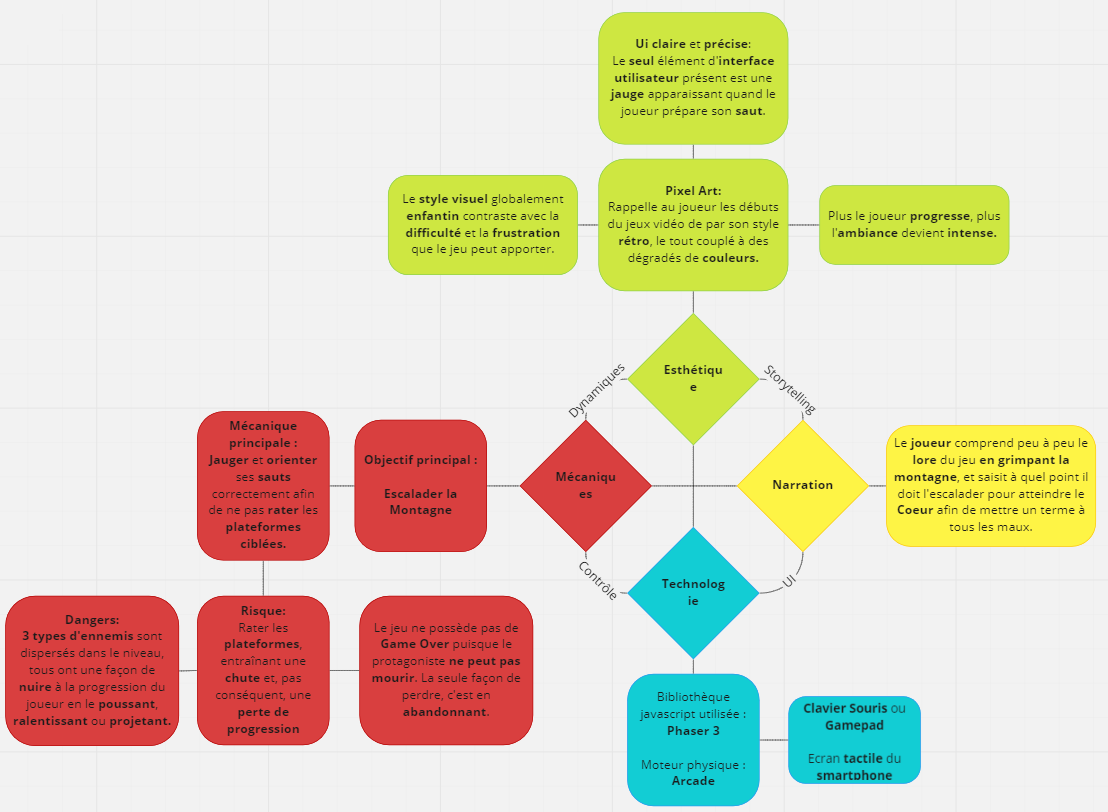 Ui claire et précise:
Le seul élément d'interface
utilisateur présent est une
jauge apparaissant quand le
joueur prépare son saut.
Le style visuel globalement
enfantin contraste avec la
difficulté et la frustration
que le jeu peut apporter.
Pixel Art:
Rappelle au joueur les débuts
du jeux vidéo de par son style
rétro, le tout couplé à des
dégradés de couleurs.
Plus le joueur progresse, plus
l'ambiance devient intense.
Esthétiqu
e
Dynamiques
Storytelling
Mécanique
principale :
Jauger et orienter
ses sauts
correctement afin
de ne pas rater les
plateformes
ciblées.
Objectif principal :
Escalader la
Montagne
Mécaniqu
es
Narration
Le joueur comprend peu à peu le
lore du jeu en grimpant la
montagne, et saisit à quel point il
doit l'escalader pour atteindre le
Coeur afin de mettre un terme à
tous les maux.
Contrôle
UI
Technolog
ie
Dangers:
3 types d'ennemis sont
dispersés dans le niveau,
tous ont une façon de
nuire à la progression du
joueur en le poussant,
ralentissant ou projetant.
Risque:
Rater les
plateformes,
entraînant une
chute et, pas
conséquent, une
perte de
progression
Le jeu ne possède pas de
Game Over puisque le
protagoniste ne peut pas
mourir. La seule façon de
perdre, c'est en
abandonnant.
Bibliothèque
javascript utilisée :
Phaser 3
Moteur physique :
Arcade
Clavier Souris ou
Gamepad
Ecran tactile du
smartphone